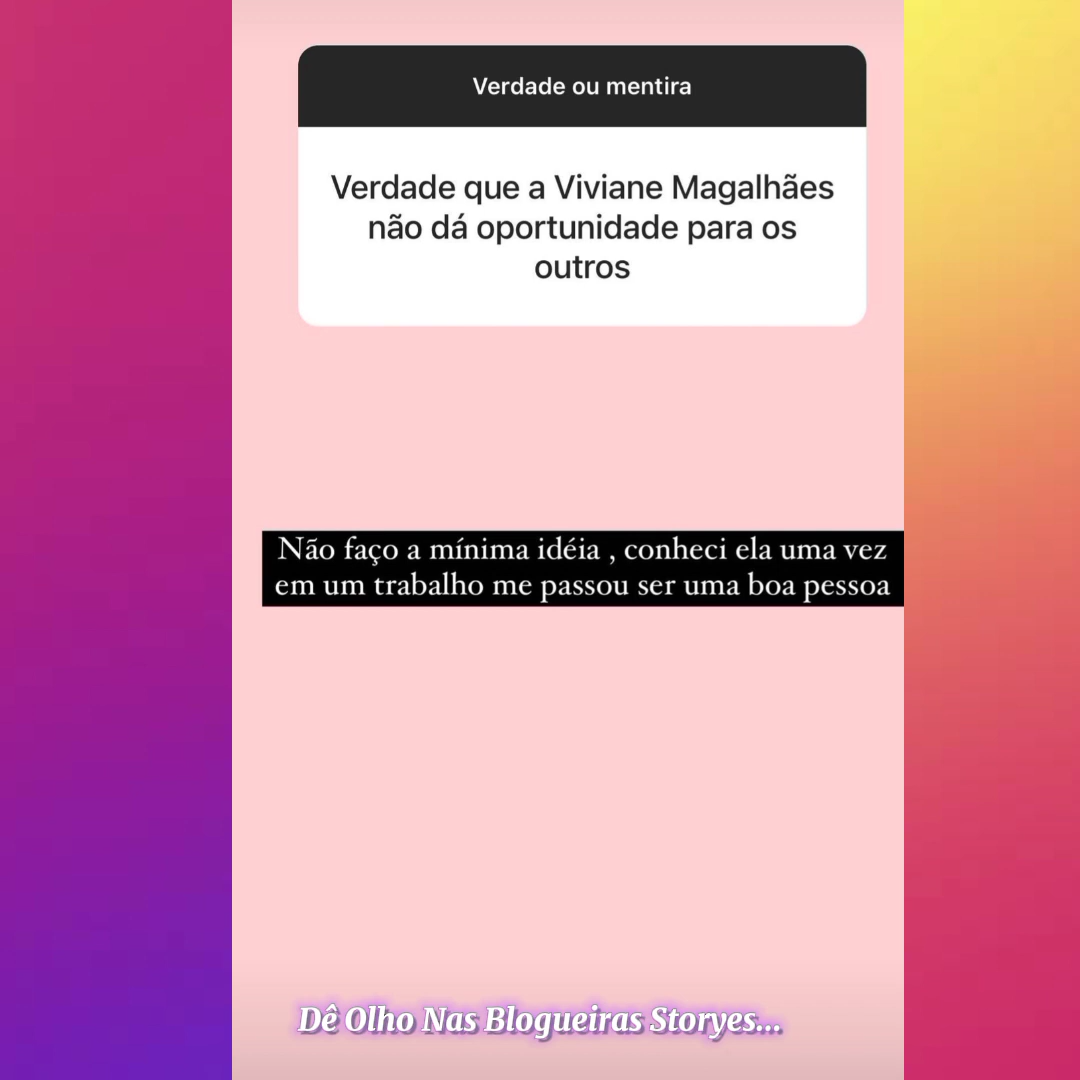 Verdade ou mentira
Verdade que a Viviane Magalhães
não dá oportunidade para os
outros
Não faço a mínima idéia , conheci ela uma vez
em um trabalho me passou ser uma boa pessoa
Dê Olho Nas Blogueiras Storyes...